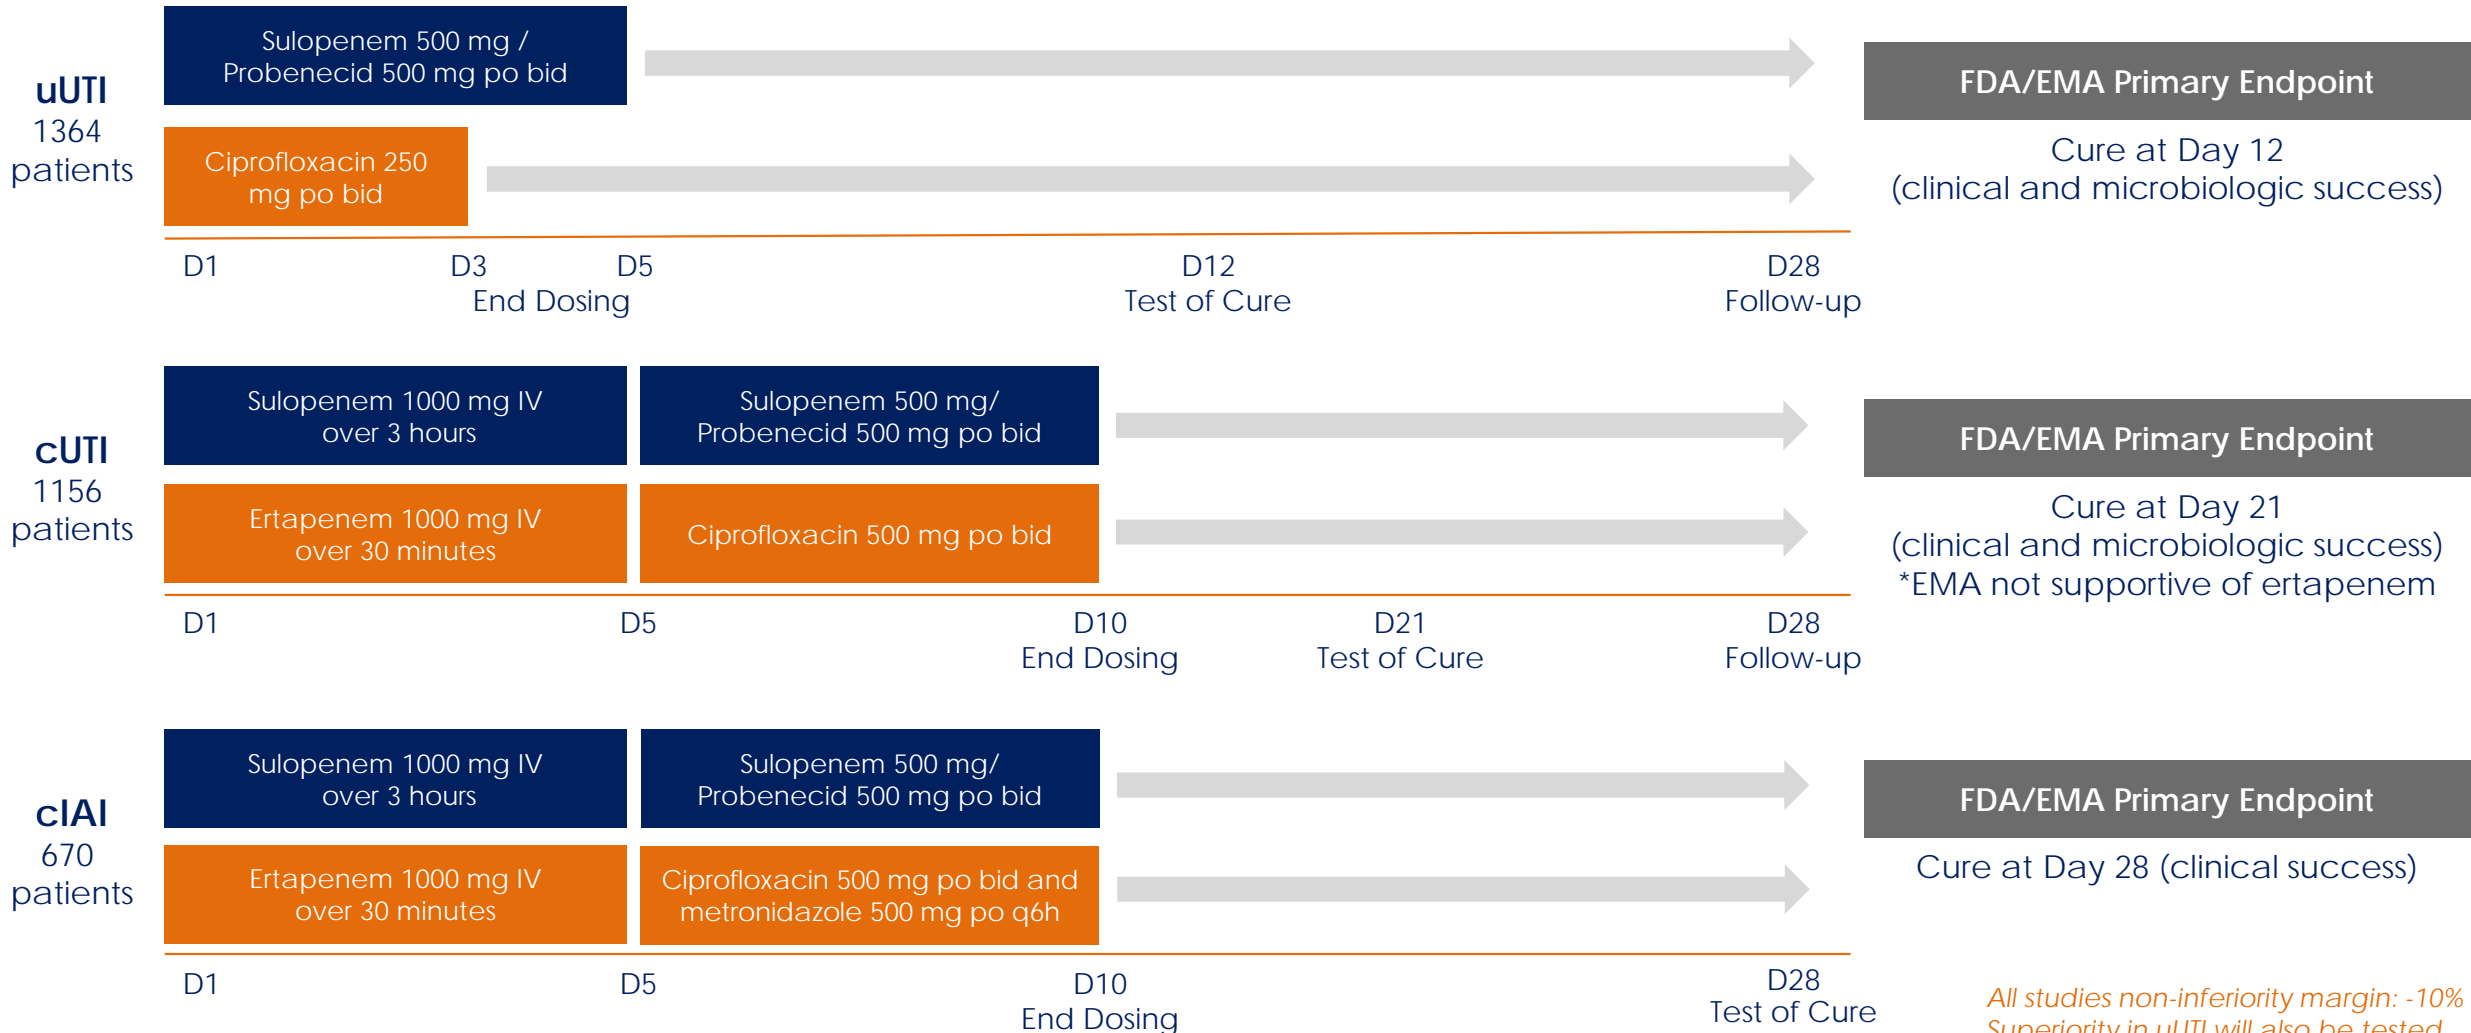 uUTI
1364
patients
Sulopenem 500 mg /
Probenecid 500 mg po bid
Ciprofloxacin 250
mg po bid
FDA/EMA Primary Endpoint
Cure at Day 12
(clinical and microbiologic success)
D1
D3
D5
D12
D28
End Dosing
Test of Cure
Follow-up
cUTI
1156
patients
Sulopenem 1000 mg IV
over 3 hours
Sulopenem 500 mg/
Probenecid 500 mg po bid
Ertapenem 1000 mg IV
over 30 minutes
Ciprofloxacin 500 mg po bid
FDA/EMA Primary Endpoint
Cure at Day 21
(clinical and microbiologic success)
*EMA not supportive of ertapenem
D1
D5
D10
D21
D28
End Dosing
Test of Cure
Follow-up
cIAI
670
patients
Sulopenem 1000 mg IV
over 3 hours
Sulopenem 500 mg/
Probenecid 500 mg po bid
Ertapenem 1000 mg IV
over 30 minutes
Ciprofloxacin 500 mg po bid and
metronidazole 500 mg po q6h
FDA/EMA Primary Endpoint
Cure at Day 28 (clinical success)
D1
D5
D10
D28
End Dosing
Test of Cure
All studies non-inferiority margin: -10%
Superiority in uUTI will also be tested